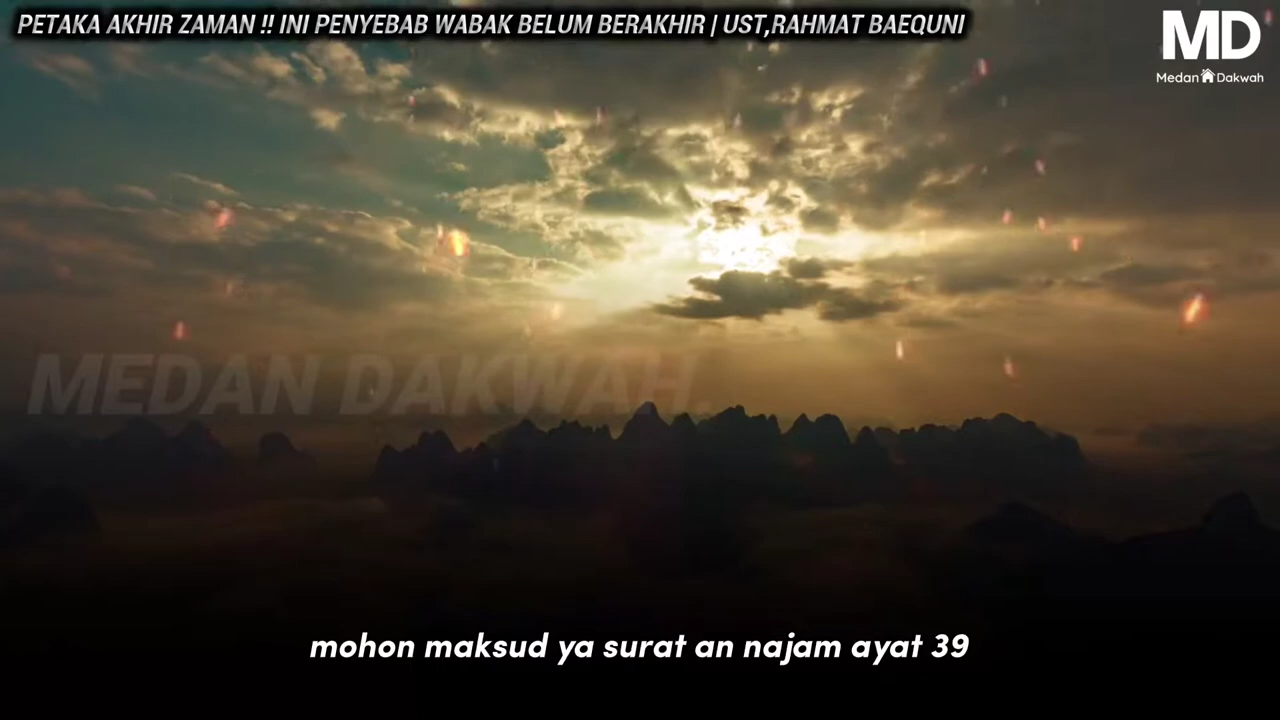 PETAKA AKHIR ZAMAN !! INI PENYEBAB WABAK BELUM BERAKHIR | UST,RAHMAT BAEQUNI
MD
Medan Dakwah
MEDAN DAKWAH.
mohon maksud ya surat an najam ayat 39